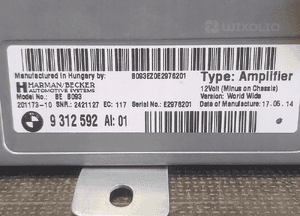 WIXOLIO
Manufactured in Hungary by: B093EZ0E2976201
HARMAN/BECKER
AUTOMOTIVE SYSTEMS
Type: Amplifier
12Volt (Minus on Chassis)
Model No.: BE B093
Version: World Wide
201173-10 SNR.: 2421127 EC: 117 Serial No.: E2976201 Date of Manufacture.: 17.05.14
9 312 592 AI: 01